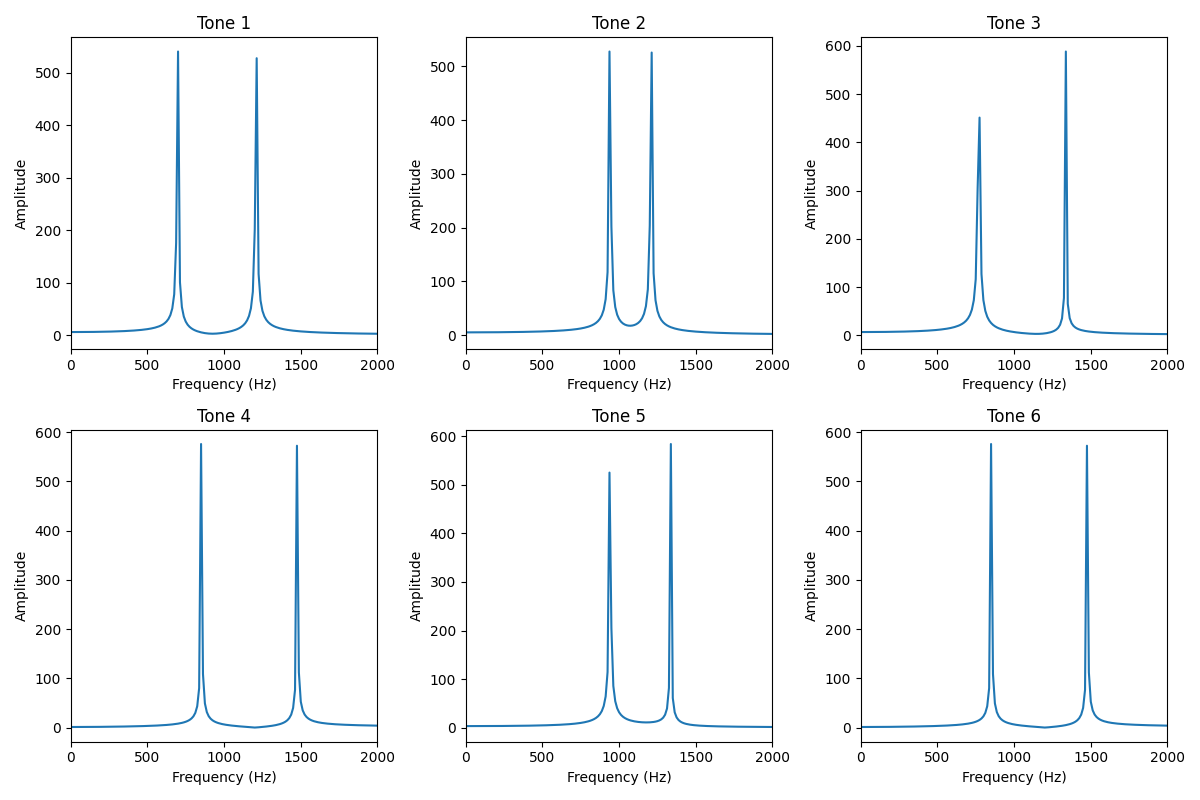 Tone 1 Tone 2 Tone 3
Amplitude Amplitude Amplitude
500 500 600
400 400 500
300 300 400
200 200 300
100 100 200
0 0 100
0
0 500 1000 1500 2000 0 500 1000 1500 2000 0 500 1000 1500 2000
Frequency (Hz) Frequency (Hz) Frequency (Hz)
Tone 4 Tone 5 Tone 6
Amplitude Amplitude Amplitude
600 600 600
500 500 500
400 400 400
300 300 300
200 200 200
100 100 100
0 0 0
0 500 1000 1500 2000 0 500 1000 1500 2000 0 500 1000 1500 2000
Frequency (Hz) Frequency (Hz) Frequency (Hz)